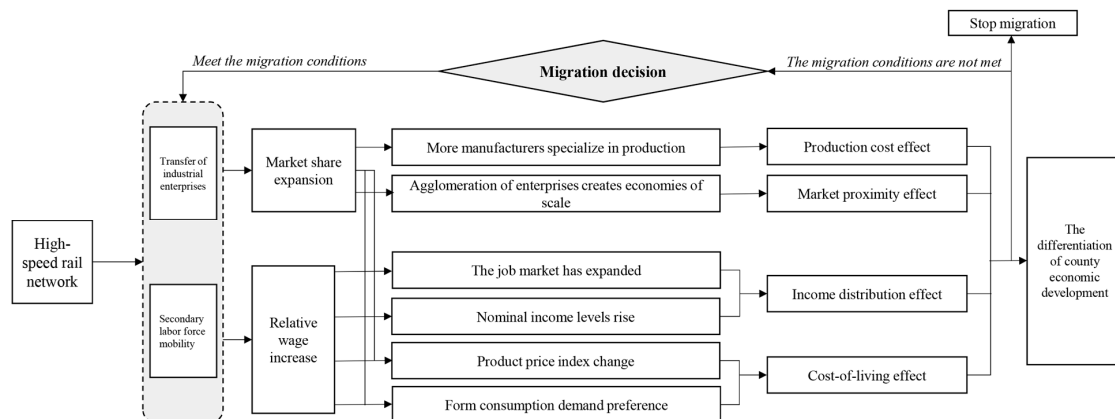 Stop migration
Meet the migration conditions
Migration decision
The migration conditions are not met
Transfer of
industrial
enterprises
Market share
expansion
More manufacturers specialize in production
Production cost effect
Agglomeration of enterprises creates economies of
scale
Market proximity effect
High-
speed rail
network
The
differentiation
of county
economic
development
Secondary
labor force
mobility
Relative
wage
increase
The job market has expanded
Nominal income levels rise
Income distribution effect
Product price index change
Form consumption demand preference
Cost-of-living effect